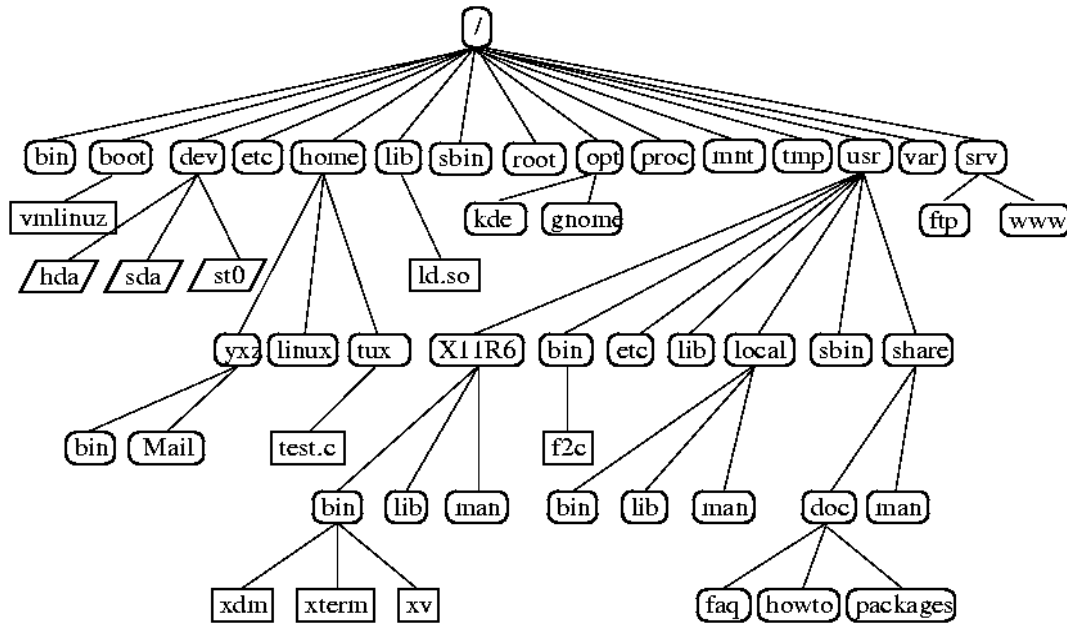 /
bin boot dev etc home lib sbin root opt proc mnt tmp usr var srv
vmlinuz kde gnome ftp www
hda sda st0 ld.so
yxz linux tux X11R6 bin etc lib local sbin share
bin Mail test.c f2c
bin lib man bin lib man doc man
xdm xterm xv faq howto packages